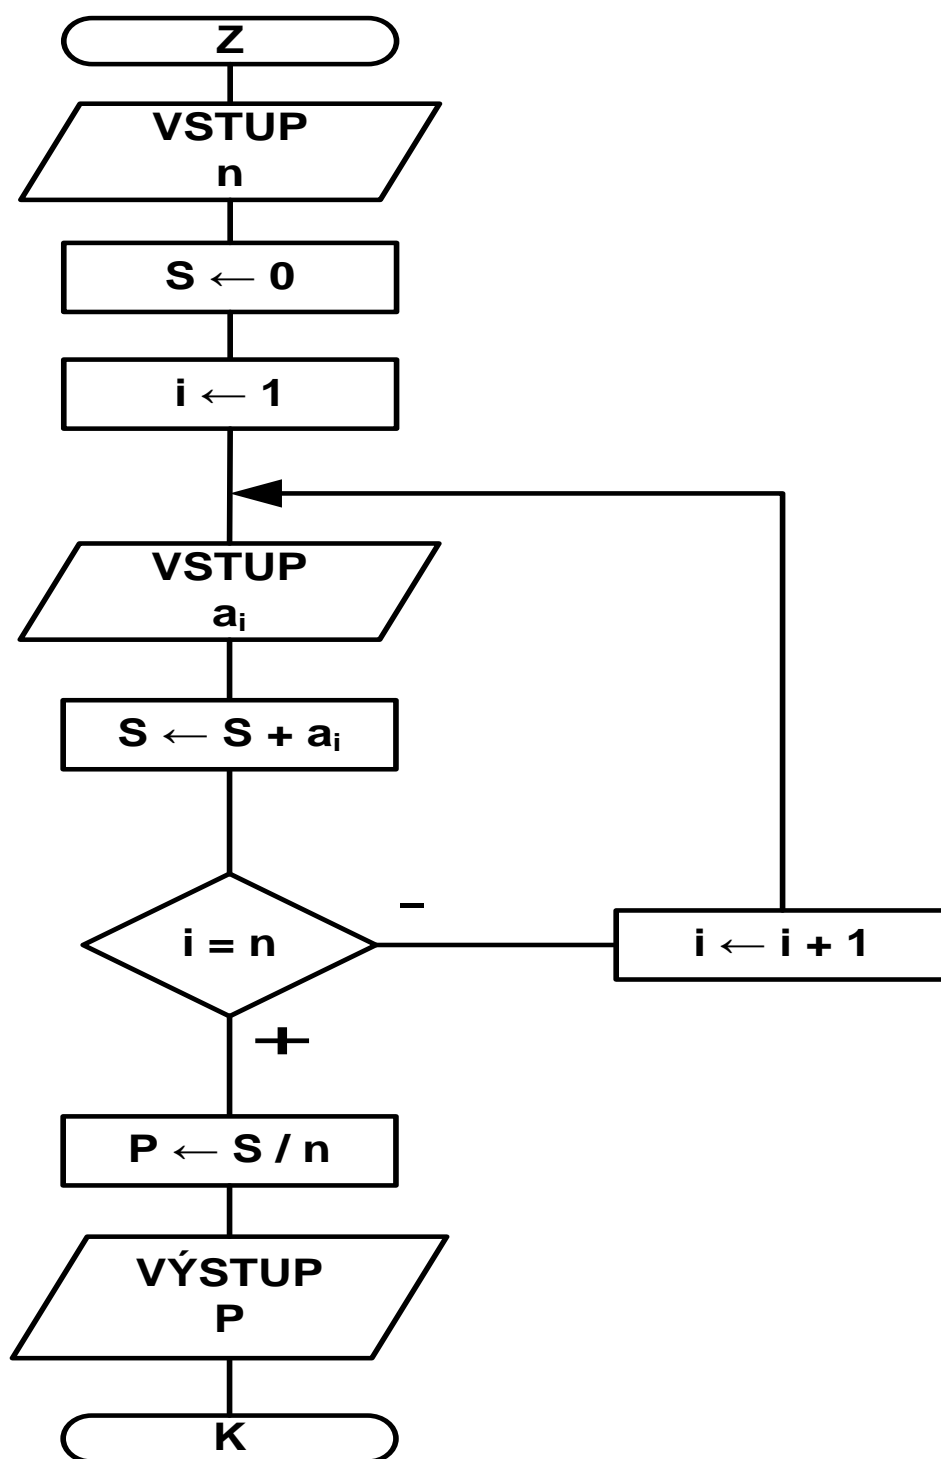 Z
VSTUP
n
S ← 0
i ← 1
VSTUP
aᵢ
S ← S + aᵢ
i = n
–
i ← i + 1
+
P ← S / n
VÝSTUP
P
K